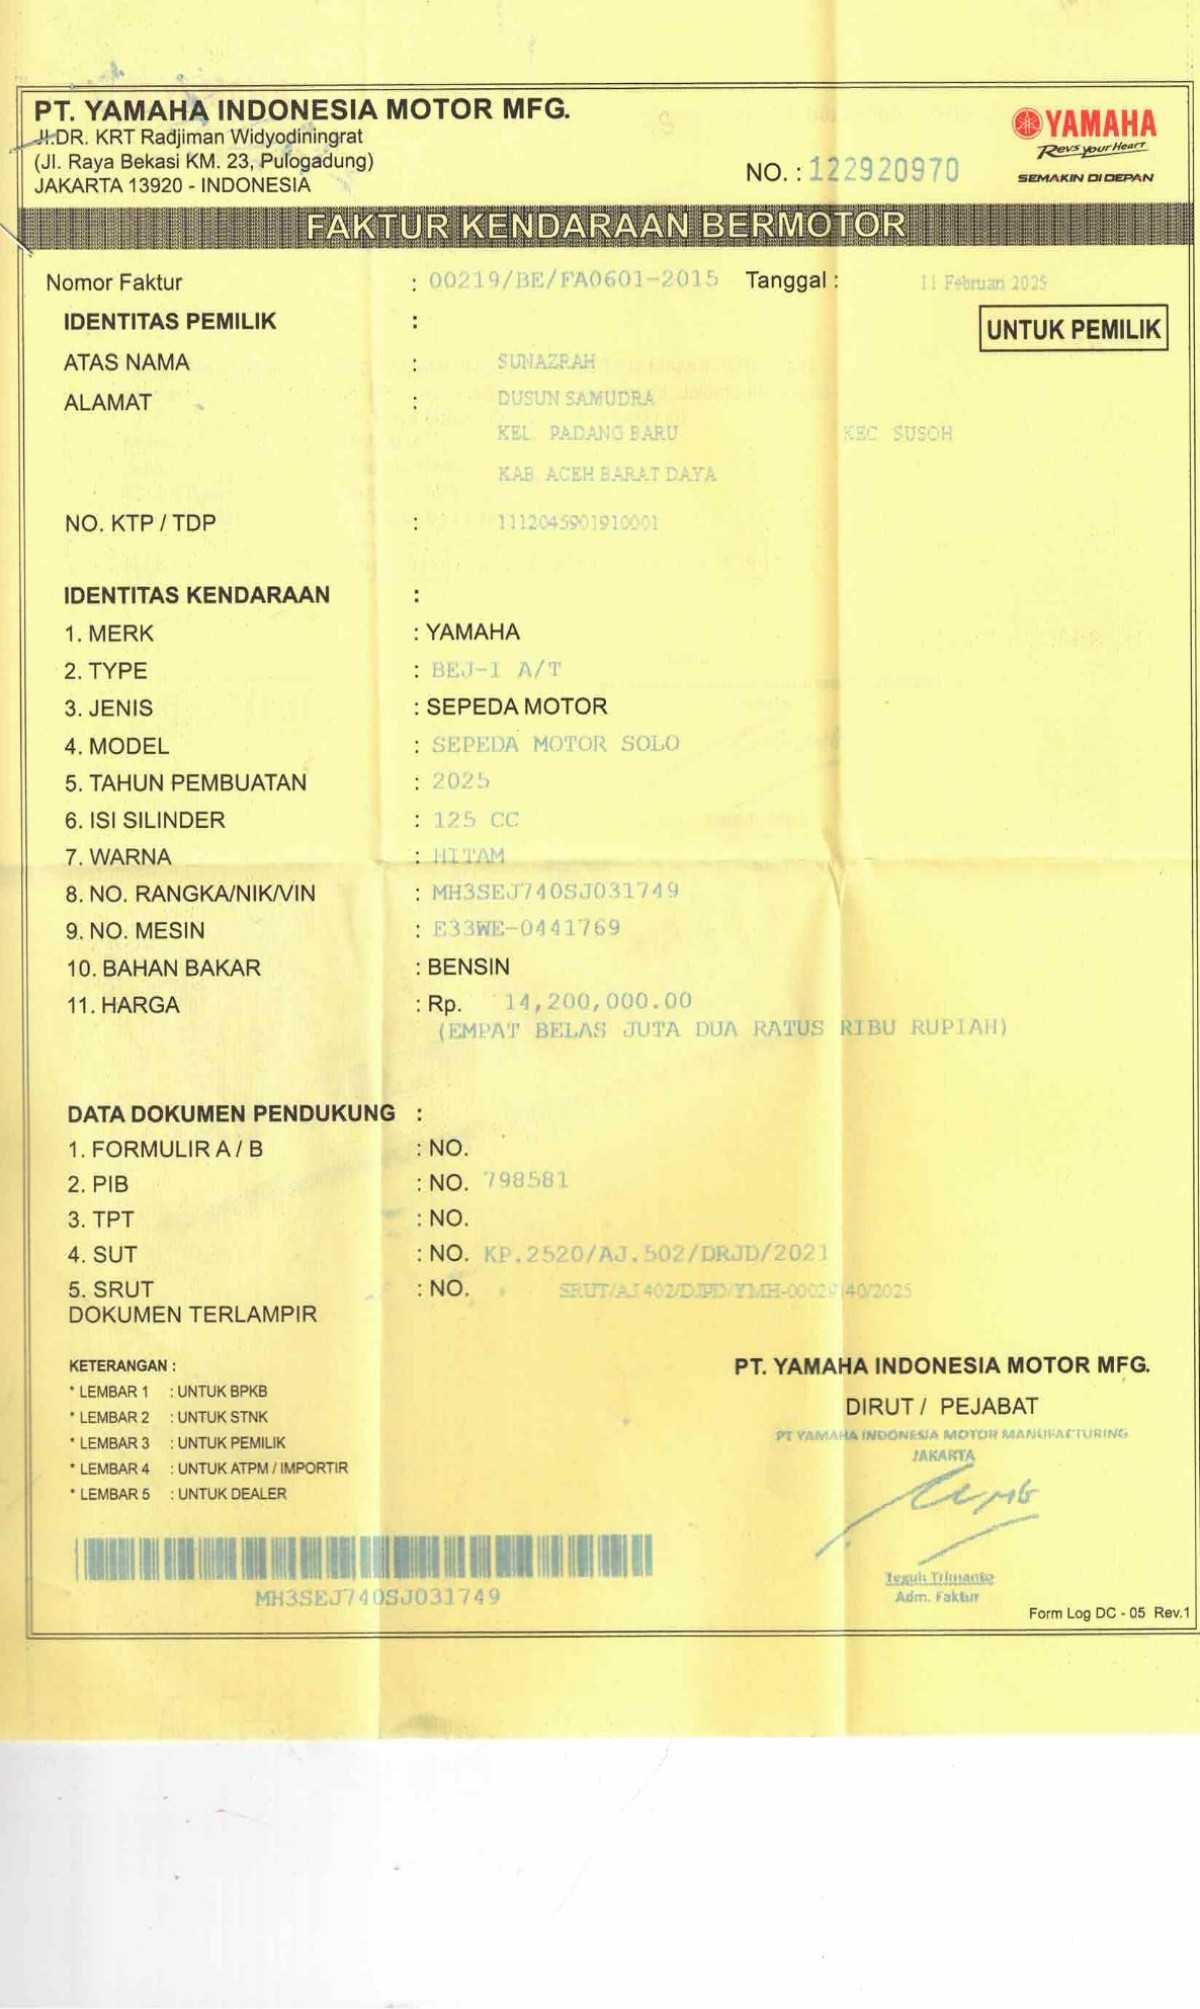 PT. YAMAHA INDONESIA MOTOR MFG.
Jl.DR. KRT Radjiman Widyodiningrat
(Jl. Raya Bekasi KM. 23, Pulogadung)
JAKARTA 13920 - INDONESIA
NO. : 122920970
YAMAHA
Revs your Heart
SEMAKIN DI DEPAN
FAKTUR KENDARAAN BERMOTOR
Nomor Faktur : 00219/BE/FA0601-2015 Tanggal : 11 Februari 2025
IDENTITAS PEMILIK :
UNTUK PEMILIK
ATAS NAMA : SUNAZRAH
ALAMAT : DUSUN SAMUDRA
KEL. PADANG BARU KEC. SUSOH
KAB. ACEH BARAT DAYA
NO. KTP / TDP : 1112045901910001
IDENTITAS KENDARAAN :
1. MERK : YAMAHA
2. TYPE : BEJ-I A/T
3. JENIS : SEPEDA MOTOR
4. MODEL : SEPEDA MOTOR SOLO
5. TAHUN PEMBUATAN : 2025
6. ISI SILINDER : 125 CC
7. WARNA : HITAM
8. NO. RANGKA/NIK/VIN : MH3SEJ740SJ031749
9. NO. MESIN : E33WE-0441769
10. BAHAN BAKAR : BENSIN
11. HARGA : Rp. 14,200,000.00
(EMPAT BELAS JUTA DUA RATUS RIBU RUPIAH)
DATA DOKUMEN PENDUKUNG :
1. FORMULIR A / B : NO.
2. PIB : NO. 798581
3. TPT : NO.
4. SUT : NO. KP.2520/AJ.502/DRJD/2021
5. SRUT : NO. SRUT/AJ.402/DJPD/YMH-00029140/2025
DOKUMEN TERLAMPIR
KETERANGAN :
* LEMBAR 1 : UNTUK BPKB
* LEMBAR 2 : UNTUK STNK
* LEMBAR 3 : UNTUK PEMILIK
* LEMBAR 4 : UNTUK ATPM / IMPORTIR
* LEMBAR 5 : UNTUK DEALER
PT. YAMAHA INDONESIA MOTOR MFG.
DIRUT / PEJABAT
PT YAMAHA INDONESIA MOTOR MANUFACTURING
JAKARTA
Teguh Trimanto
Adm. Faktur
MH3SEJ740SJ031749
Form Log DC - 05 Rev.1